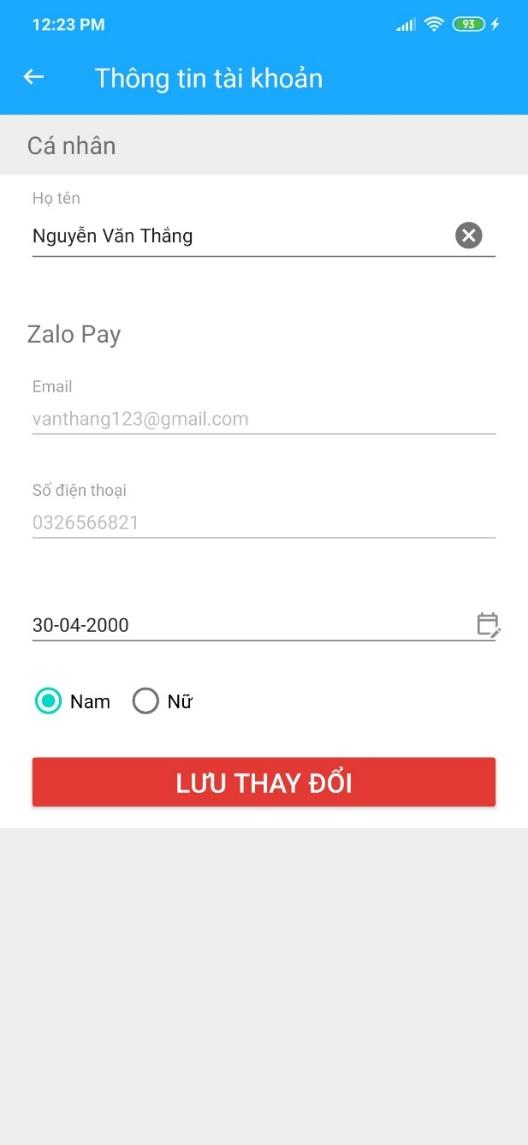 12:23 PM
93
Thông tin tài khoản
Cá nhân
Họ tên
Nguyễn Văn Thắng
Zalo Pay
Email
vanthang123@gmail.com
Số điện thoại
0326566821
30-04-2000
Nam Nữ
LƯU THAY ĐỔI